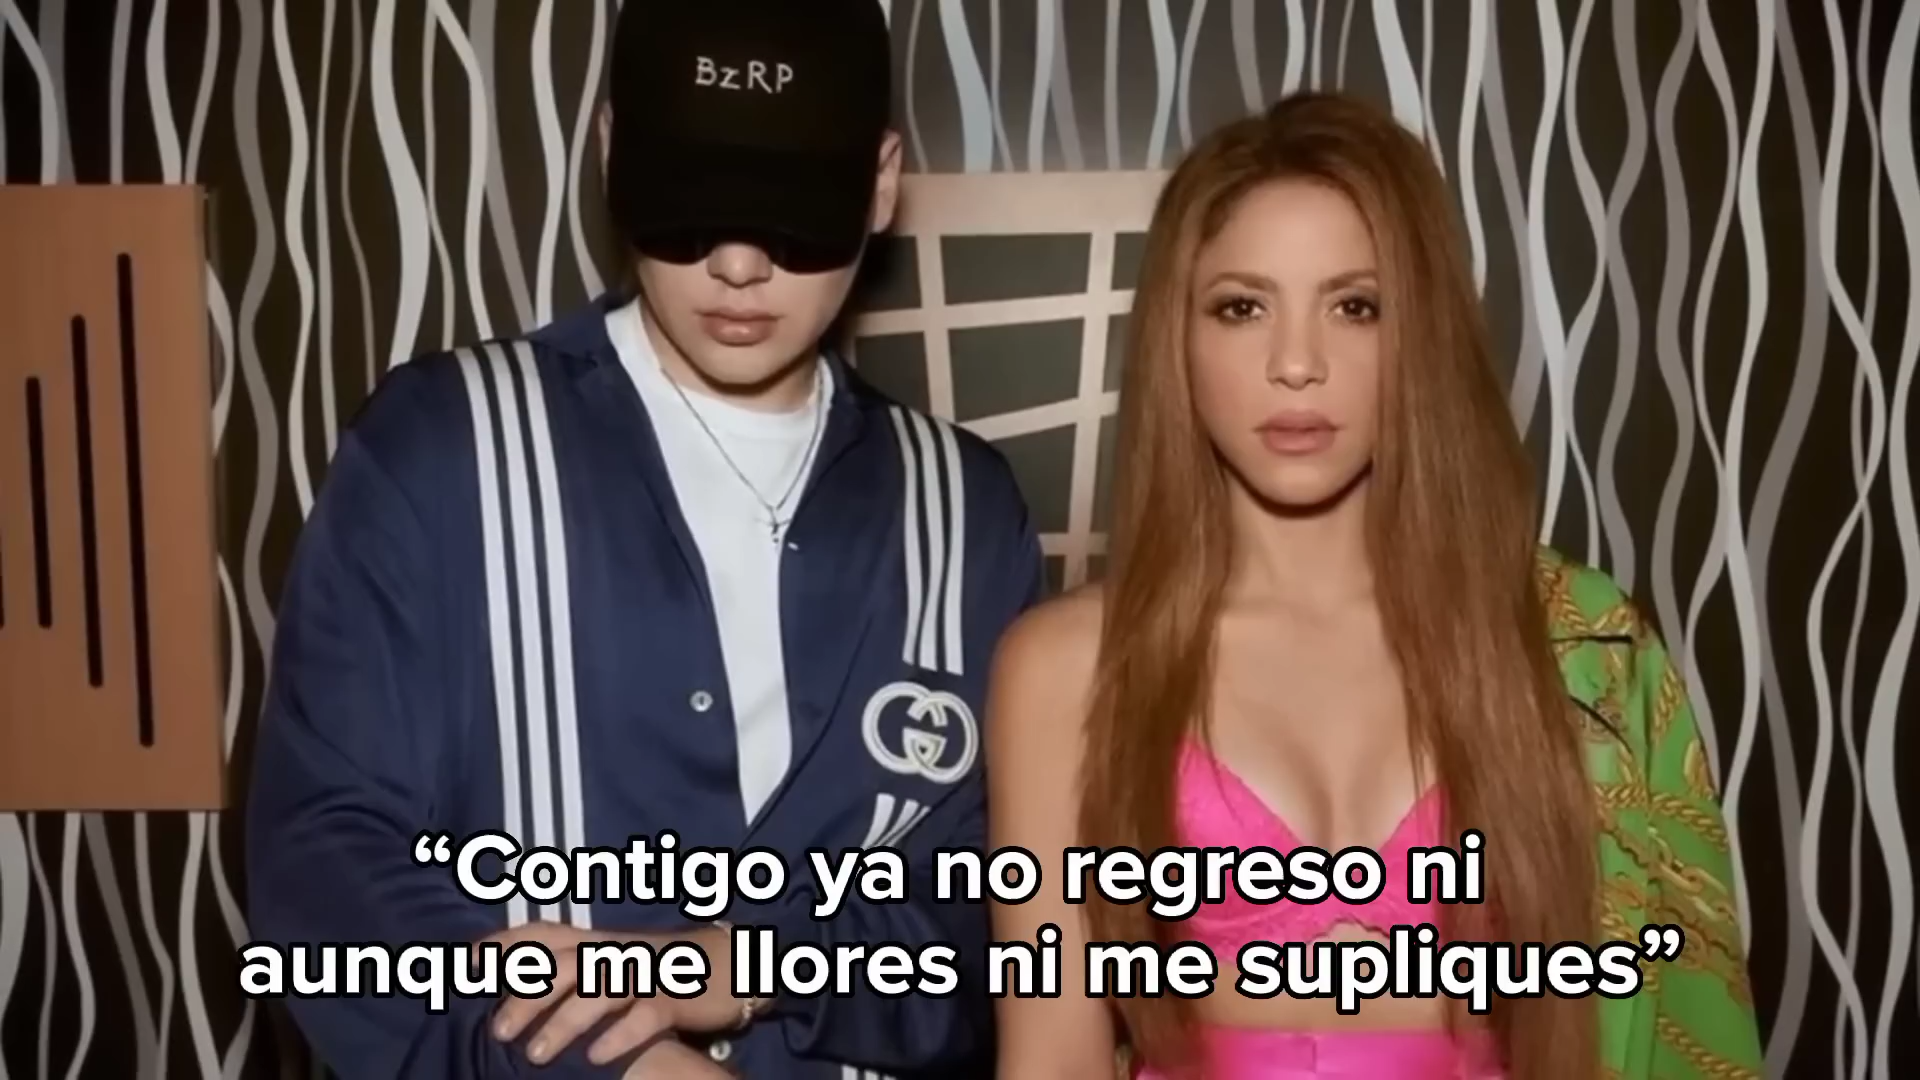 BzRP
“Contigo ya no regreso ni
aunque me llores ni me supliques”